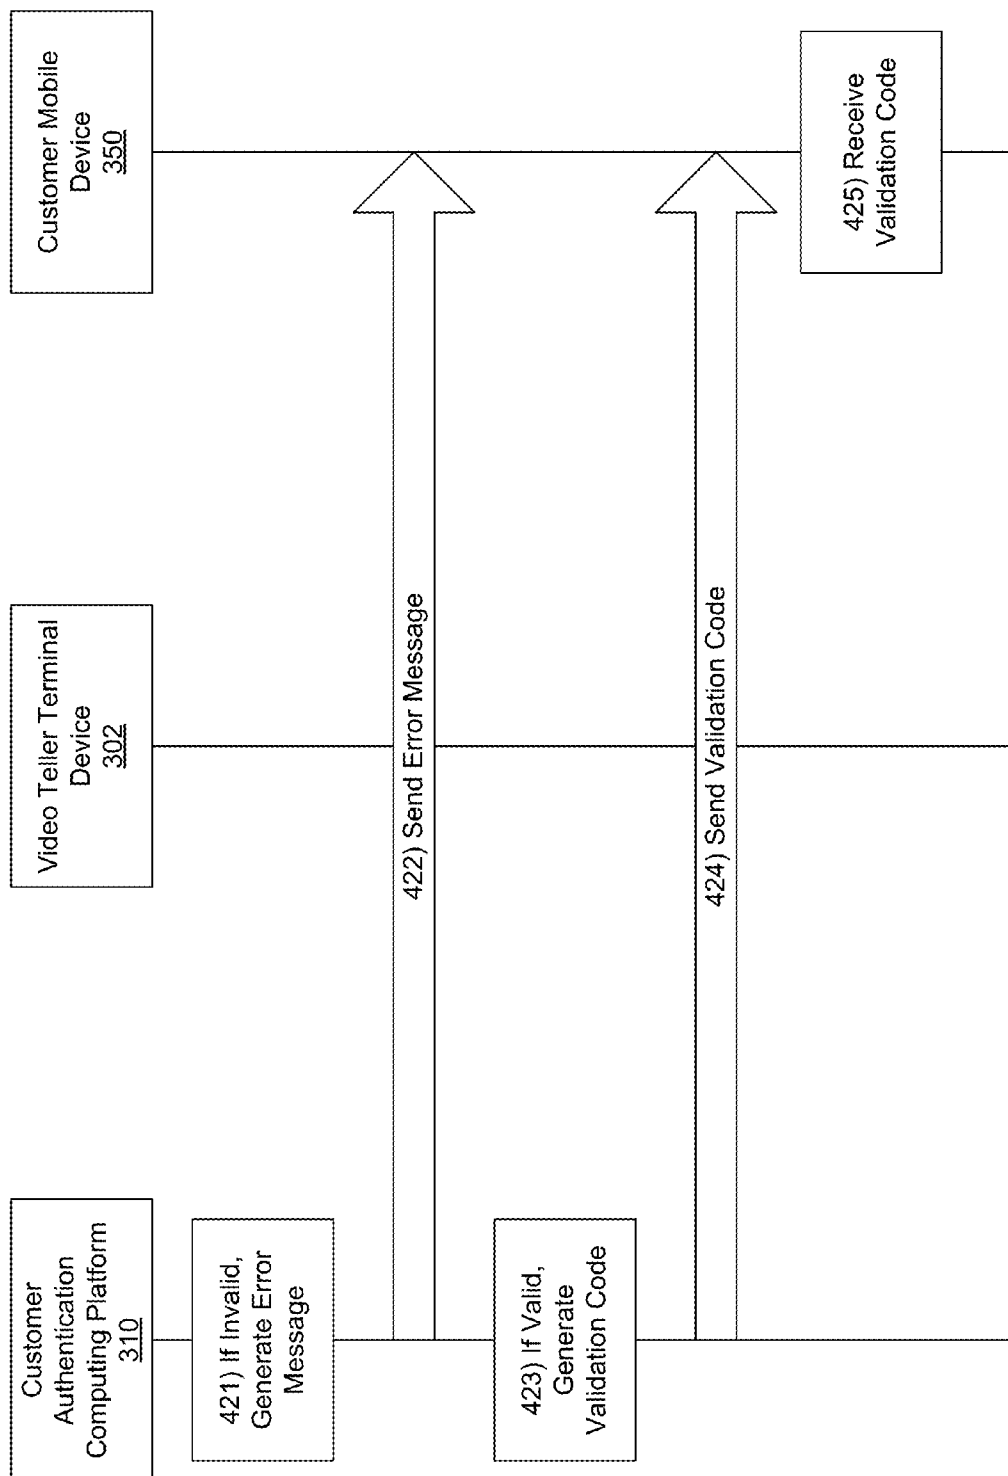 Customer
Authentication
Computing Platform
310
Video Teller Terminal
Device
302
Customer Mobile
Device
350
421) If Invalid,
Generate Error
Message
422) Send Error Message
423) If Valid,
Generate
Validation Code
424) Send Validation Code
425) Receive
Validation Code